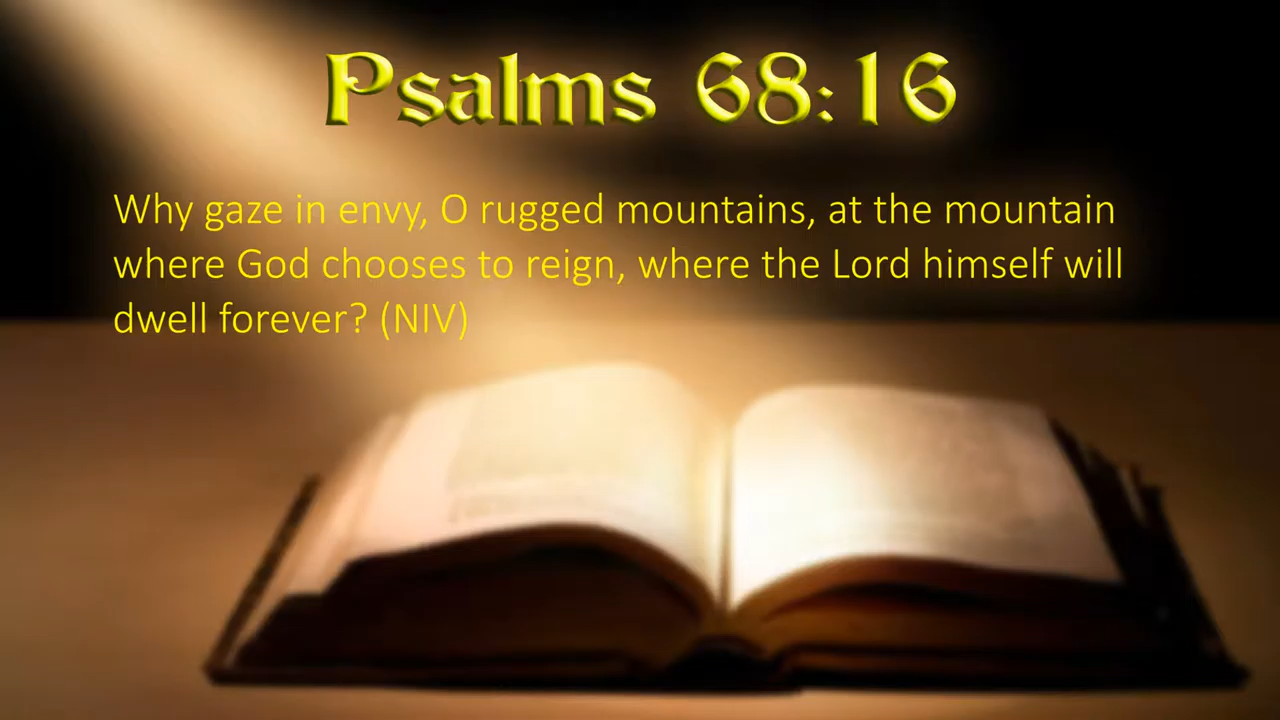 Psalms 68:16
Why gaze in envy, O rugged mountains, at the mountain
where God chooses to reign, where the Lord himself will
dwell forever? (NIV)